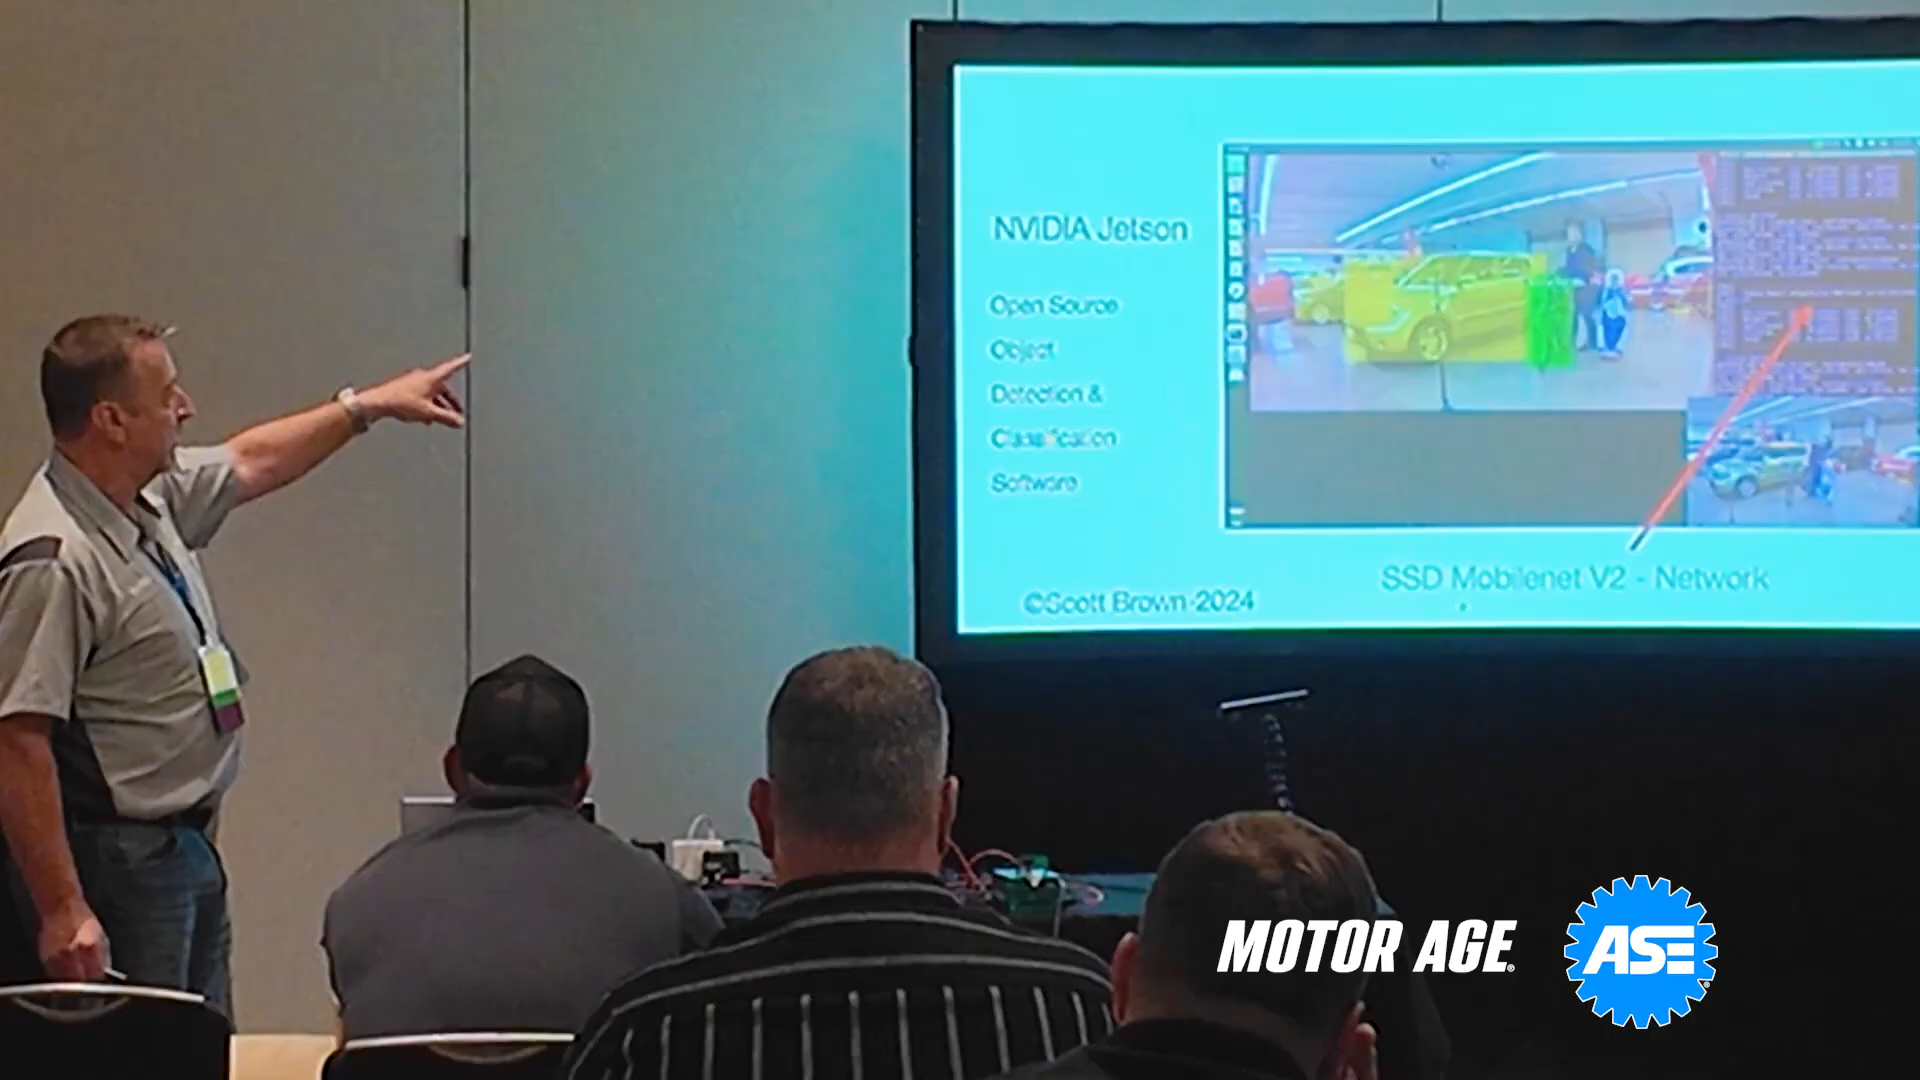 NVIDIA Jetson
Open Source
Object
Detection &
Classification
Software
SSD Mobilenet V2 - Network
©Scott Brown-2024
MOTOR AGE
ASE